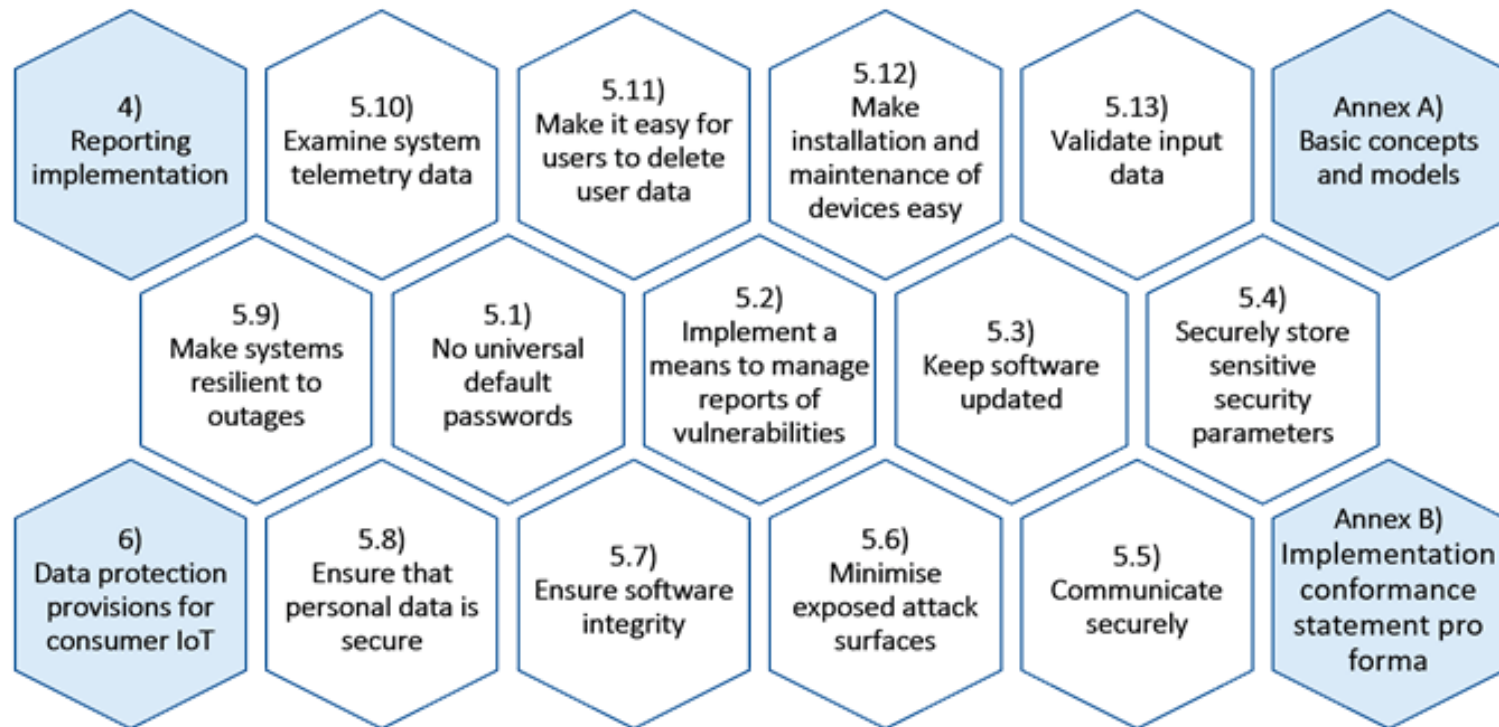 4)
Reporting
implementation
5.10)
Examine system
telemetry data
5.11)
Make it easy for
users to delete
user data
5.12)
Make
installation and
maintenance of
devices easy
5.13)
Validate input
data
Annex A)
Basic concepts
and models
5.9)
Make systems
resilient to
outages
5.1)
No universal
default
passwords
5.2)
Implement a
means to manage
reports of
vulnerabilities
5.3)
Keep software
updated
5.4)
Securely store
sensitive
security
parameters
6)
Data protection
provisions for
consumer IoT
5.8)
Ensure that
personal data is
secure
5.7)
Ensure software
integrity
5.6)
Minimise
exposed attack
surfaces
5.5)
Communicate
securely
Annex B)
Implementation
conformance
statement pro
forma